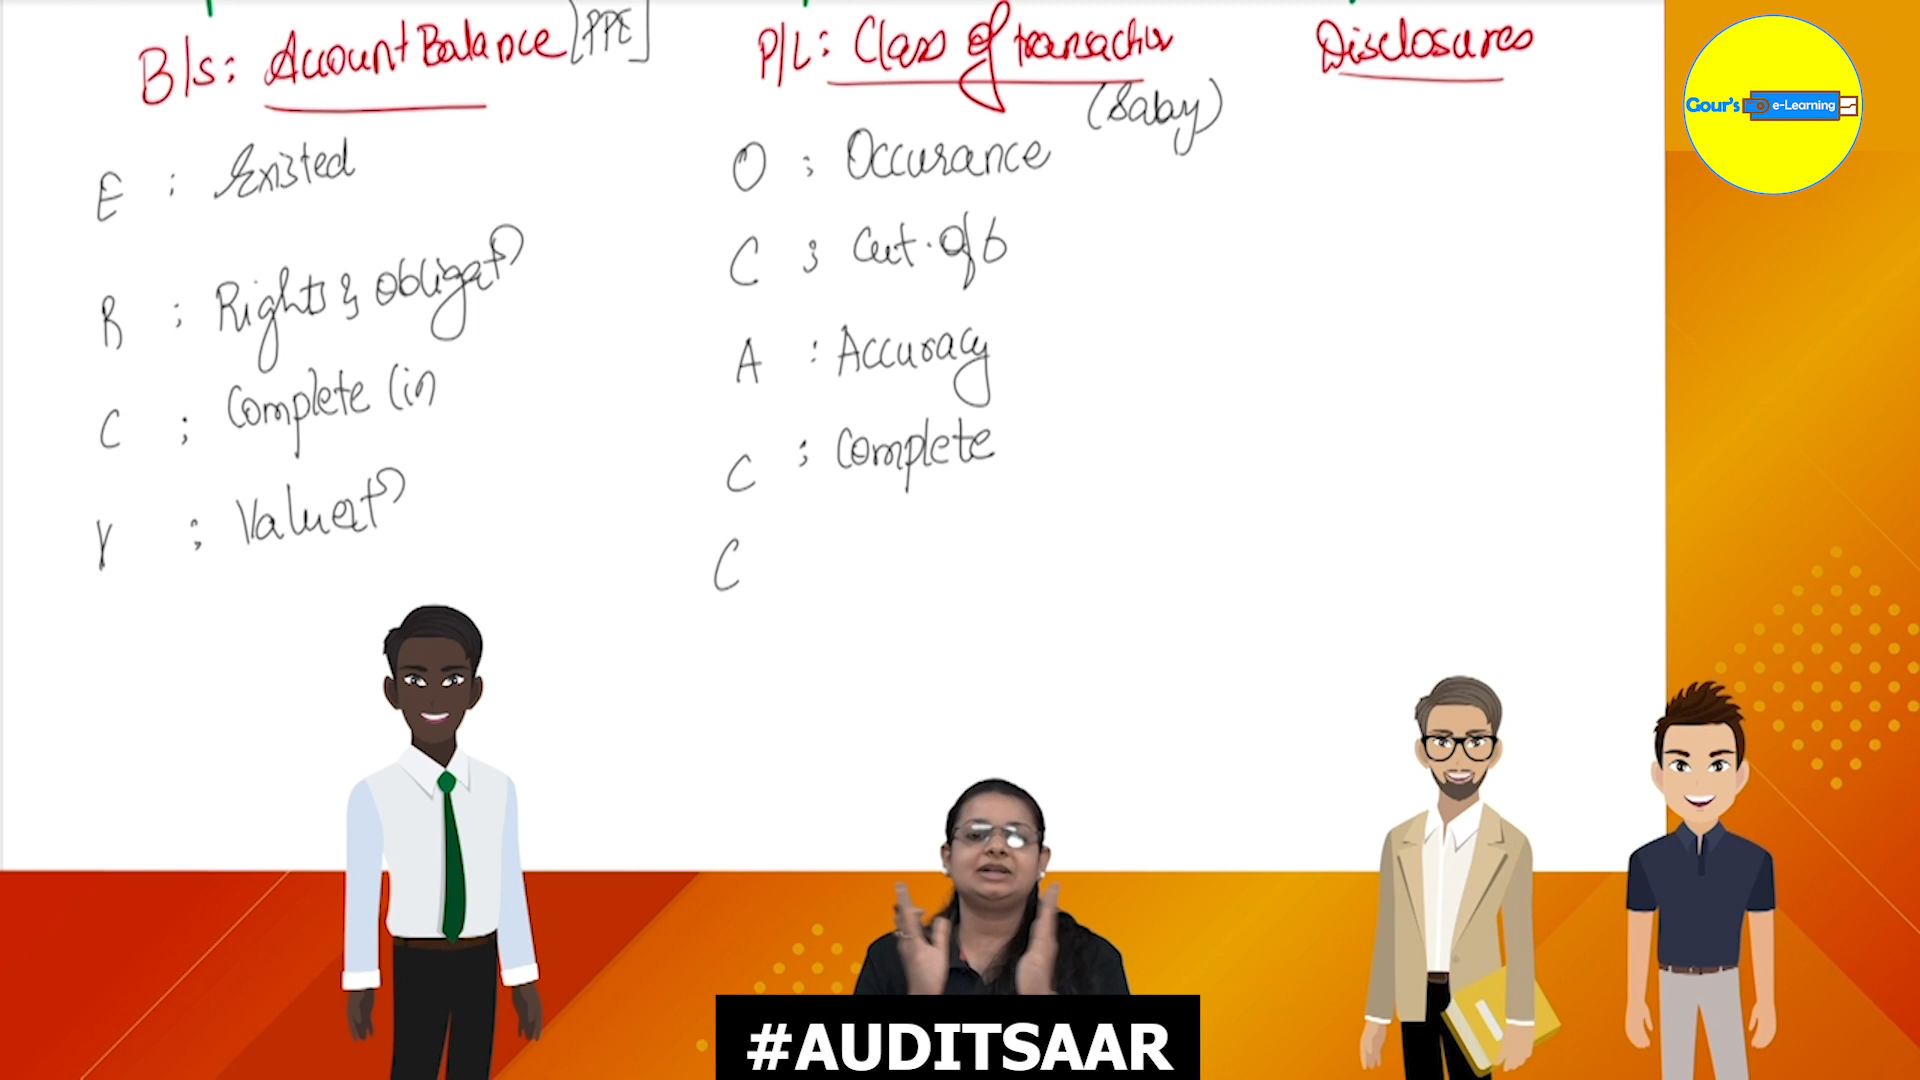 B/S: Account Balance [PPE]
E : Existed
R : Rights & Obligat?
C : Complete (in
V : Valuat?
P/L: Class of transaction
(Salary)
O : Occurance
C : Cut.off
A : Accuracy
C : Complete
C
Disclosures
Gour's e-Learning
#AUDITSAAR